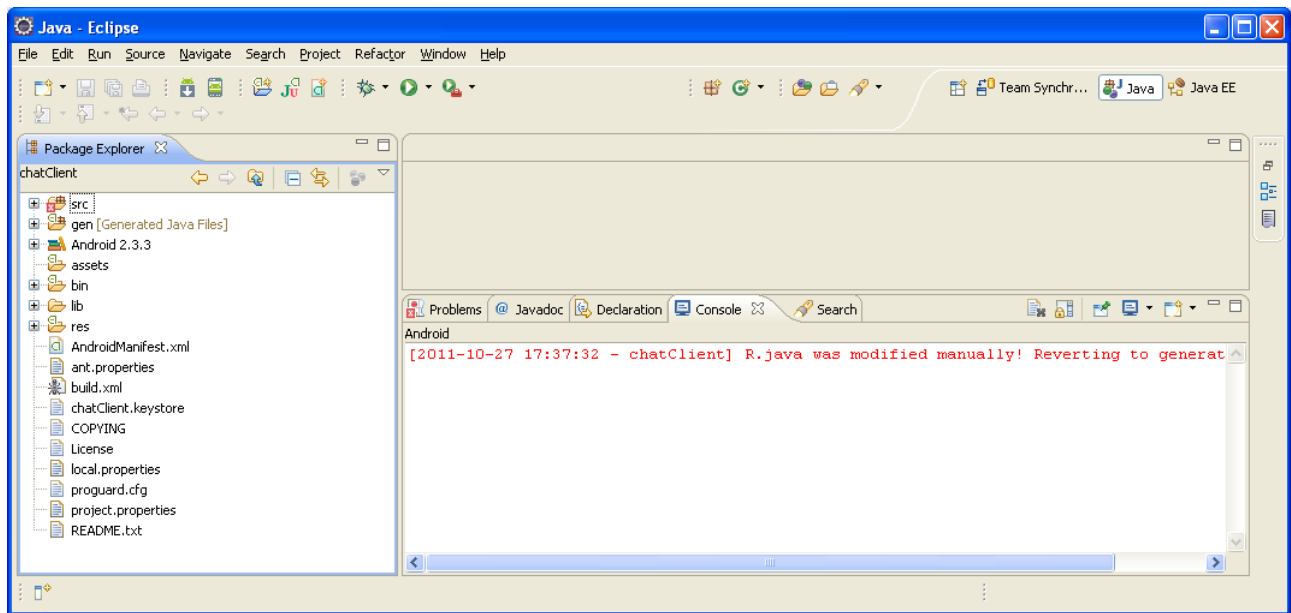 Java - Eclipse
File Edit Run Source Navigate Search Project Refactor Window Help
Team Synchr... Java Java EE
Package Explorer
chatClient
src
gen [Generated Java Files]
Android 2.3.3
assets
bin
lib
res
AndroidManifest.xml
ant.properties
build.xml
chatClient.keystore
COPYING
License
local.properties
proguard.cfg
project.properties
README.txt
Problems @ Javadoc Declaration Console Search
Android
[2011-10-27 17:37:32 - chatClient] R.java was modified manually! Reverting to generat